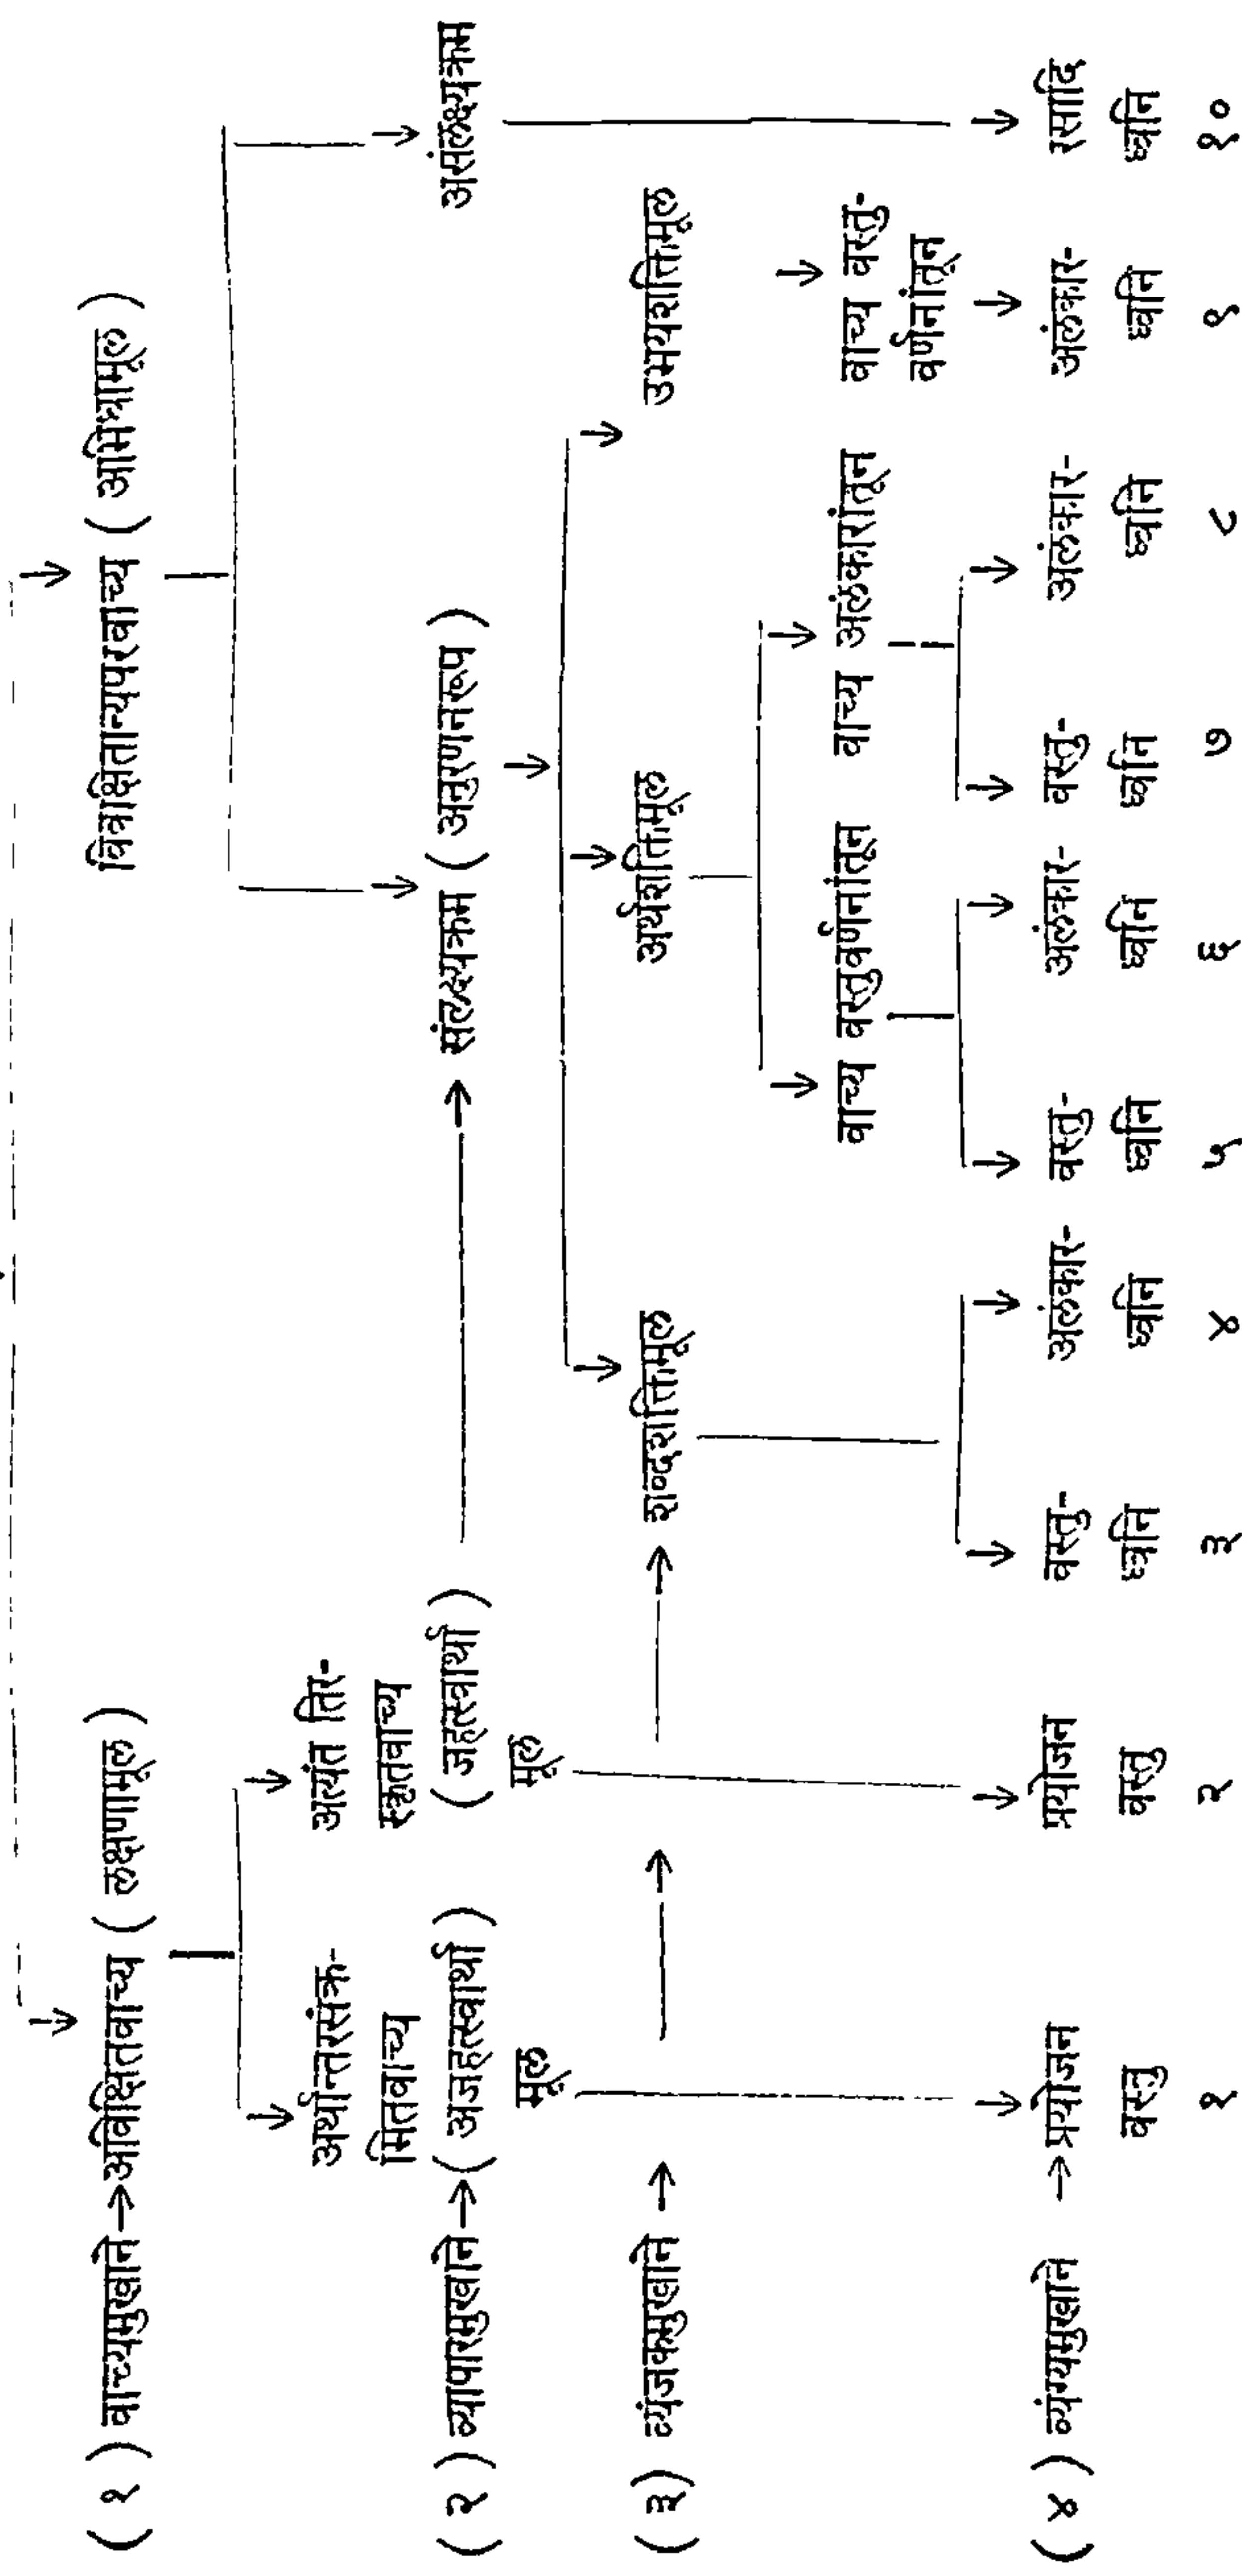 ( १ ) वाच्यमुखाने → अविक्षितवाच्य ( लक्षणामूल )
विवक्षितान्यपरवाच्य ( अभिधामूल )
अर्थान्तरसंक्र-
मितवाच्य
अत्यंत तिर-
स्कृतवाच्य
( २ ) व्यापारमुखाने → ( अजहत्स्वार्था )
मूल
( जहत्स्वार्था )
मूल
→ संलक्ष्यक्रम ( अनुरणनरूप )
असंलक्ष्यक्रम
( ३ ) व्यंजकमुखाने → → → शब्दशक्तिमूल
अर्थशक्तिमूल
उभयशक्तिमूल
वाच्य वस्तुवर्णनांतून
वाच्य अलंकारांतून
वाच्य वस्तु-
वर्णनांतून
( ४ ) व्यंग्यमुखाने → प्रयोजन
वस्तु
१
प्रयोजन
वस्तु
२
वस्तु-
ध्वनि
३
अलंकार-
ध्वनि
४
वस्तु-
ध्वनि
५
अलंकार-
ध्वनि
६
वस्तु-
ध्वनि
७
अलंकार-
ध्वनि
८
अलंकार-
ध्वनि
९
रसादि
ध्वनि
१०